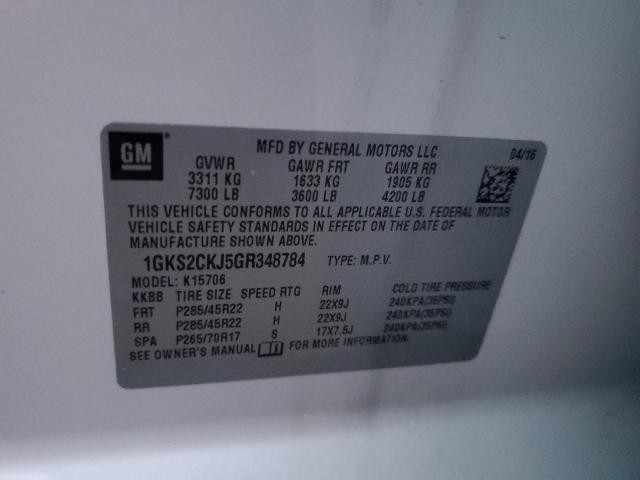 GM
MFD BY GENERAL MOTORS LLC
04/16
GVWR GAWR FRT GAWR RR
3311 KG 1633 KG 1905 KG
7300 LB 3600 LB 4200 LB
THIS VEHICLE CONFORMS TO ALL APPLICABLE U.S. FEDERAL MOTOR
VEHICLE SAFETY STANDARDS IN EFFECT ON THE DATE OF
MANUFACTURE SHOWN ABOVE.
1GKS2CKJ5GR348784 TYPE: M.P.V.
MODEL: K15706
KKBB TIRE SIZE SPEED RTG RIM COLD TIRE PRESSURE
FRT P285/45R22 H 22X9J 240KPA(35PSI)
RR P285/45R22 H 22X9J 240KPA(35PSI)
SPA P265/70R17 S 17X7.5J 240KPA(35PSI)
SEE OWNER'S MANUAL FOR MORE INFORMATION.